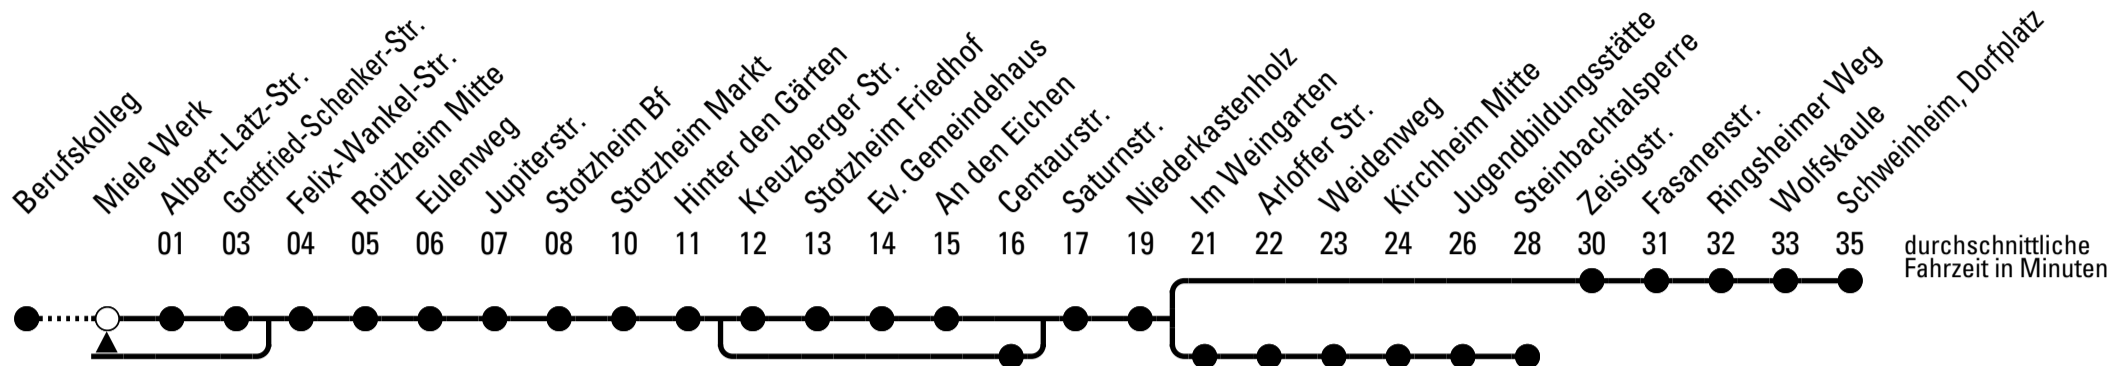 Berufskolleg
Miele Werk
Albert-Latz-Str.
Gottfried-Schenker-Str.
Felix-Wankel-Str.
Roitzheim Mitte
Eulenweg
Jupiterstr.
Stotzheim Bf
Stotzheim Markt
Hinter den Gärten
Kreuzberger Str.
Stotzheim Friedhof
Ev. Gemeindehaus
An den Eichen
Centaurstr.
Saturnstr.
Niederkastenholz
Im Weingarten
Arloffer Str.
Weidenweg
Kirchheim Mitte
Jugendbildungsstätte
Steinbachtalsperre
Zeisigstr.
Fasanenstr.
Ringsheimer Weg
Wolfskaule
Schweinheim, Dorfplatz
01 03 04 05 06 07 08 10 11 12 13 14 15 16 17 19 21 22 23 24 26 28 30 31 32 33 35
durchschnittliche
Fahrzeit in Minuten